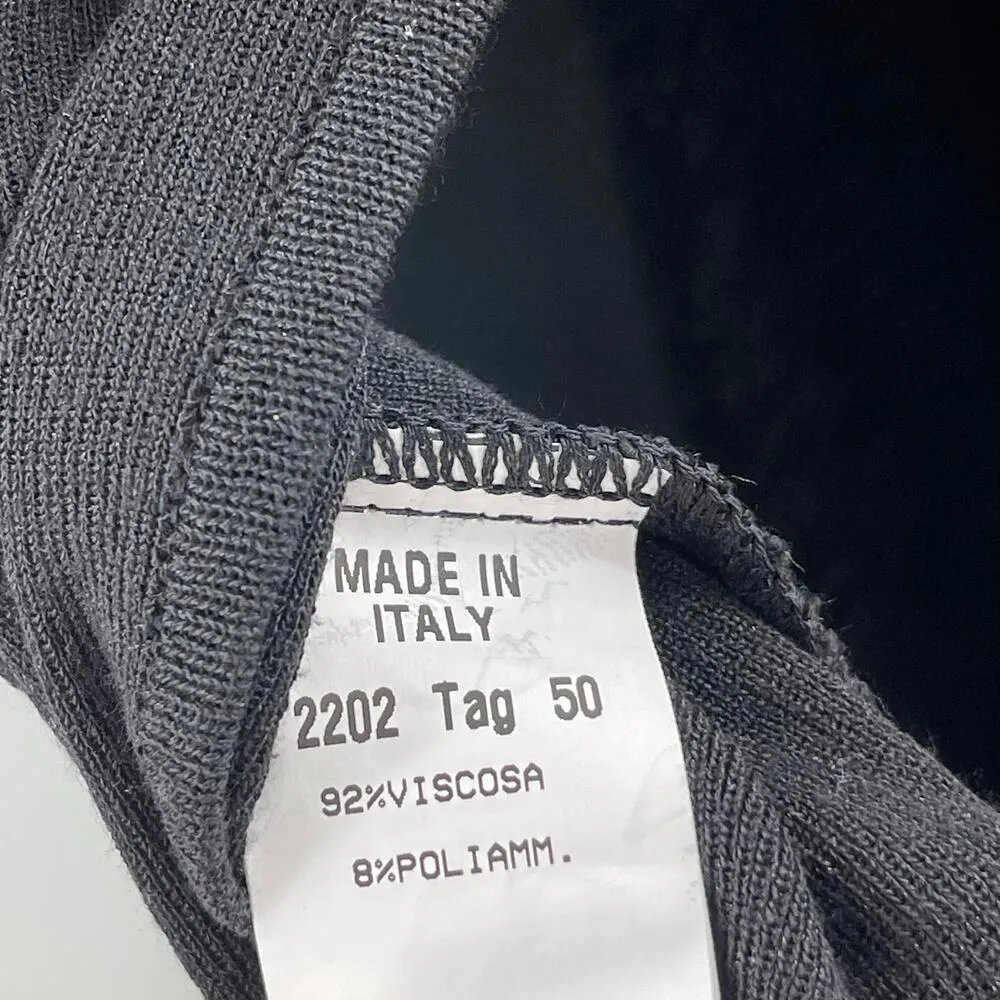 MADE IN
ITALY
2202 Tag 50
92%VISCOSA
8%POLIAMM.